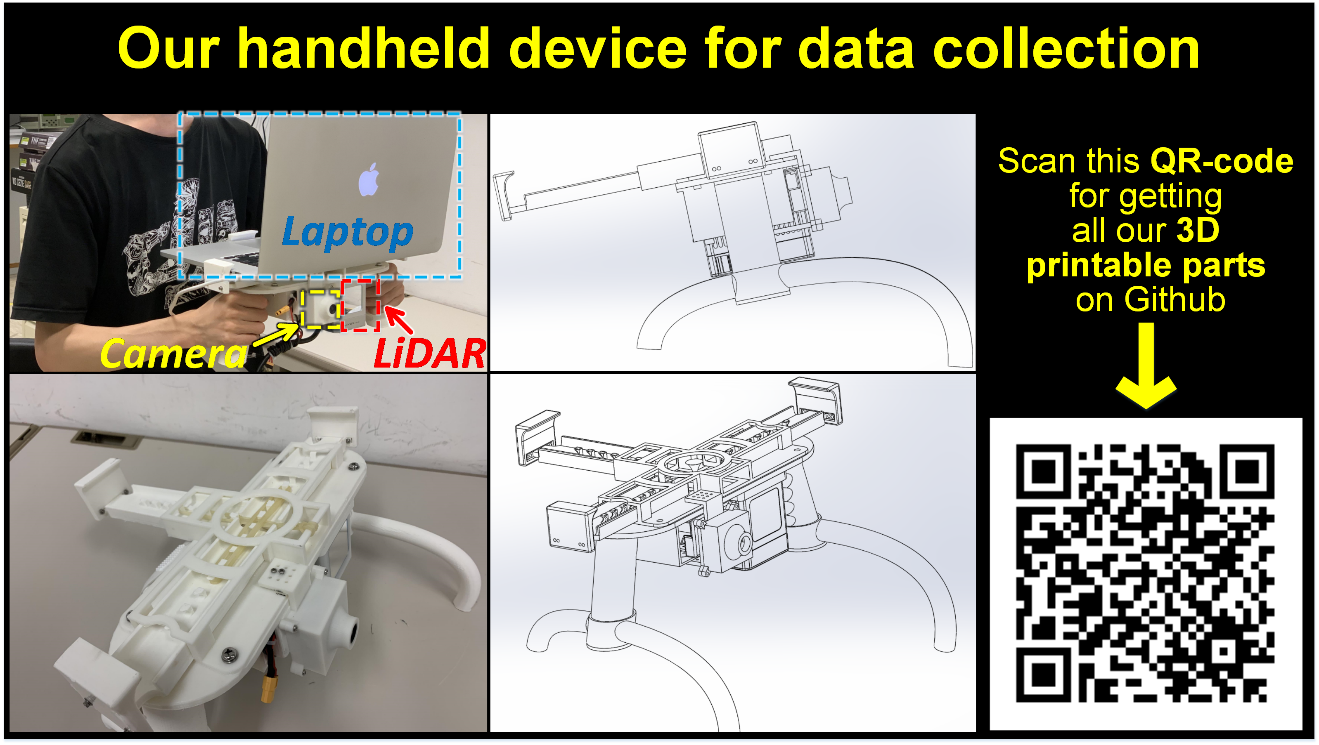 Our handheld device for data collection
Laptop
Camera
LiDAR
Scan this QR-code
for getting
all our 3D
printable parts
on Github